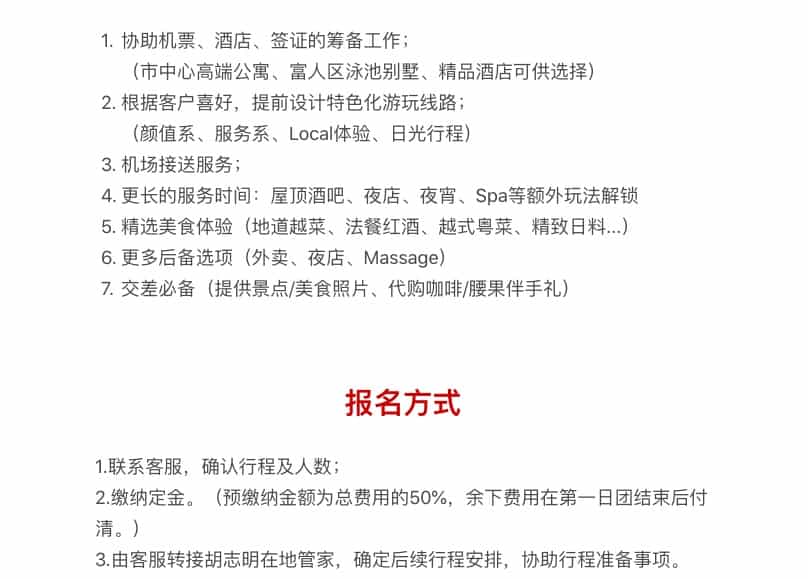 1. 协助机票、酒店、签证的筹备工作；
（市中心高端公寓、富人区泳池别墅、精品酒店可供选择）
2. 根据客户喜好，提前设计特色化游玩线路；
（颜值系、服务系、Local体验、日光行程）
3. 机场接送服务；
4. 更长的服务时间：屋顶酒吧、夜店、夜宵、Spa等额外玩法解锁
5. 精选美食体验（地道越菜、法餐红酒、越式粤菜、精致日料...）
6. 更多后备选项（外卖、夜店、Massage）
7. 交差必备（提供景点/美食照片、代购咖啡/腰果伴手礼）
报名方式
1.联系客服，确认行程及人数；
2.缴纳定金。（预缴纳金额为总费用的50%，余下费用在第一日团结束后付
清。）
3.由客服转接胡志明在地管家，确定后续行程安排，协助行程准备事项。